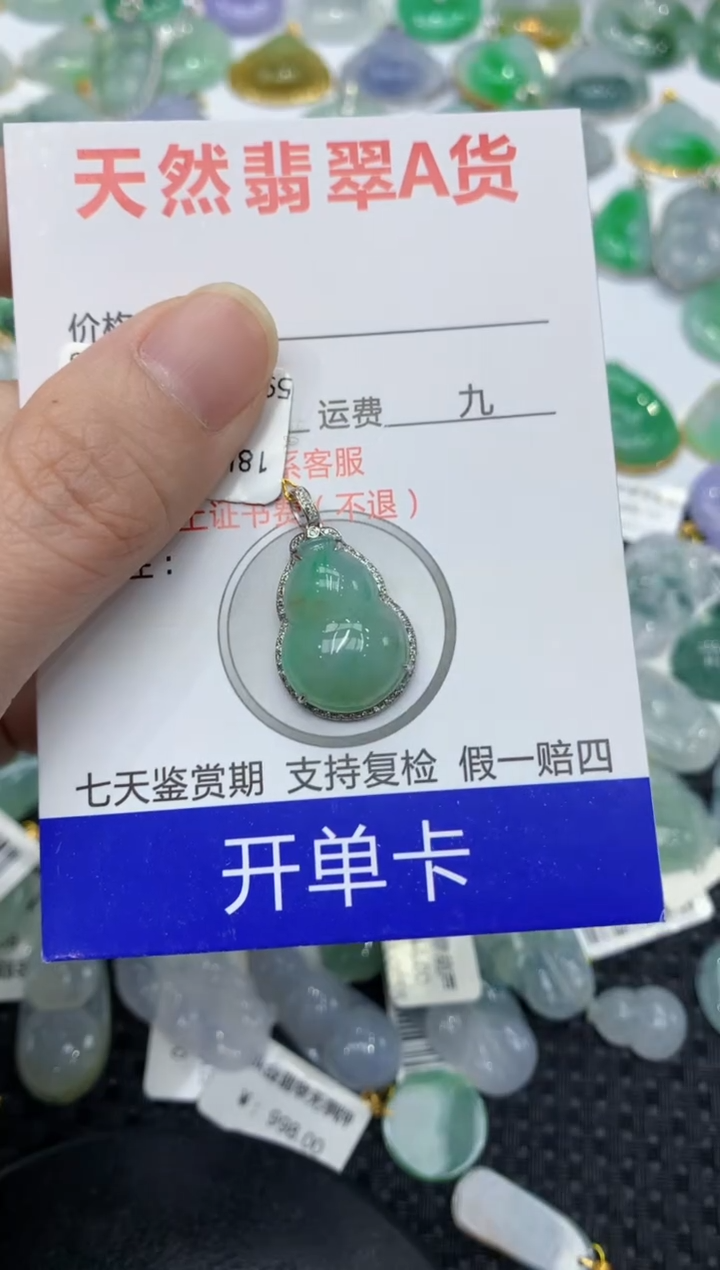 天然翡翠A货
价格
运费 九
系客服
证书费（不退）
七天鉴赏期 支持复检 假一赔四
开单卡
¥: 998.00